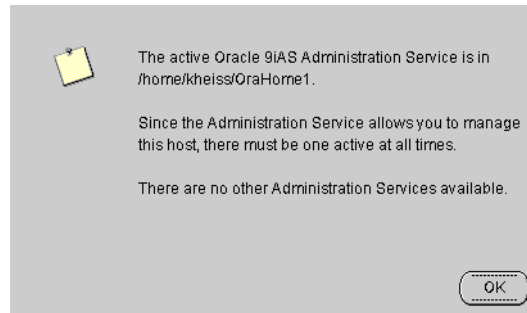 The active Oracle 9iAS Administration Service is in
/home/kheiss/OraHome1.
Since the Administration Service allows you to manage
this host, there must be one active at all times.
There are no other Administration Services available.
OK